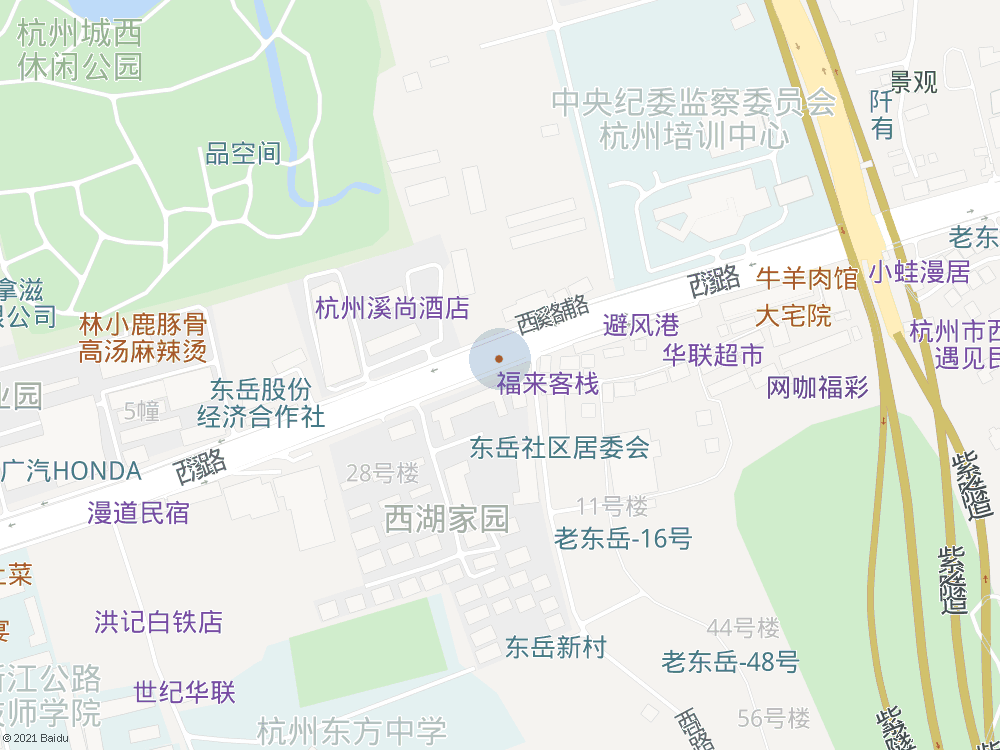 杭州城西
休闲公园
中央纪委监察委员会
杭州培训中心
景观
阡
有
品空间
老东
小蛙漫居
牛羊肉馆
西溪路
拿滋
限公司
杭州溪尚酒店
西溪路辅路
避风港
大宅院
林小鹿豚骨
高汤麻辣烫
华联超市
杭州市西
遇见民
福来客栈
网咖福彩
业园
5幢
东岳股份
经济合作社
东岳社区居委会
广汽HONDA
西溪路
28号楼
紫之隧道
漫道民宿
西湖家园
11号楼
老东岳-16号
上菜
紫之隧道
宴
洪记白铁店
44号楼
东岳新村
老东岳-48号
浙江公路
技师学院
世纪华联
杭州东方中学
西溪路
56号楼
© 2021 Baidu